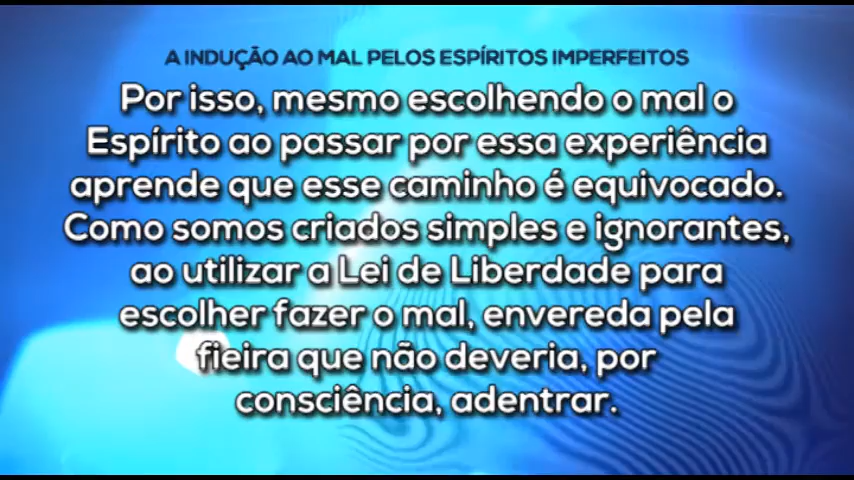 A INDUÇÃO AO MAL PELOS ESPÍRITOS IMPERFEITOS
Por isso, mesmo escolhendo o mal o
Espírito ao passar por essa experiência
aprende que esse caminho é equivocado.
Como somos criados simples e ignorantes,
ao utilizar a Lei de Liberdade para
escolher fazer o mal, envereda pela
fieira que não deveria, por
consciência, adentrar.